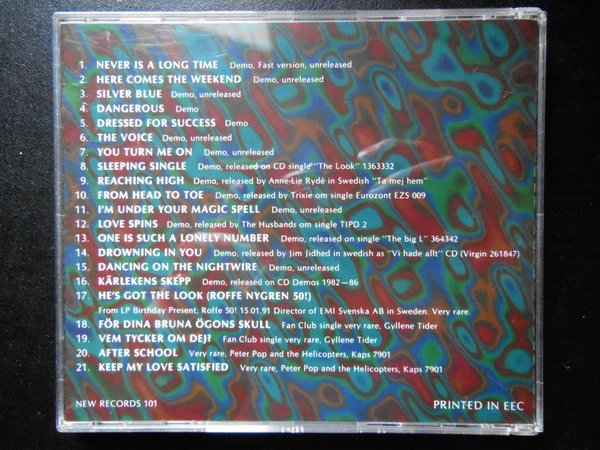 1. NEVER IS A LONG TIME Demo, Fast version, unreleased
2. HERE COMES THE WEEKEND Demo, unreleased
3. SILVER BLUE Demo, unreleased
4. DANGEROUS Demo
5. DRESSED FOR SUCCESS Demo
6. THE VOICE Demo, unreleased
7. YOU TURN ME ON Demo, unreleased
8. SLEEPING SINGLE Demo, released on CD single "The Look" 1363332
9. REACHING HIGH Demo, released by Anne-Lie Rydé in Swedish "Ta mej hem"
10. FROM HEAD TO TOE Demo, released by Trixie om single Eurozont EZS 009
11. I'M UNDER YOUR MAGIC SPELL Demo, unreleased
12. LOVE SPINS Demo, released by The Husbands om single TIPD 2
13. ONE IS SUCH A LONELY NUMBER Demo, released on single "The big L" 364342
14. DROWNING IN YOU Demo, released by Jim Jidhed in swedish as "Vi hade allt" CD (Virgin 261847)
15. DANCING ON THE NIGHTWIRE Demo, unreleased
16. KÄRLEKENS SKEPP Demo, released on CD Demos 1982–86
17. HE'S GOT THE LOOK (ROFFE NYGREN 50!)
From LP Birthday Present, Roffe 50! 15.01.91 Director of EMI Svenska AB in Sweden. Very rare.
18. FÖR DINA BRUNA ÖGONS SKULL Fan Club single very rare, Gyllene Tider
19. VEM TYCKER OM DEJ? Fan Club single very rare, Gyllene Tider
20. AFTER SCHOOL Very rare, Peter Pop and the Helicopters, Kaps 7901
21. KEEP MY LOVE SATISFIED Very rare, Peter Pop and the Helicopters, Kaps 7901
NEW RECORDS 101 PRINTED IN EEC